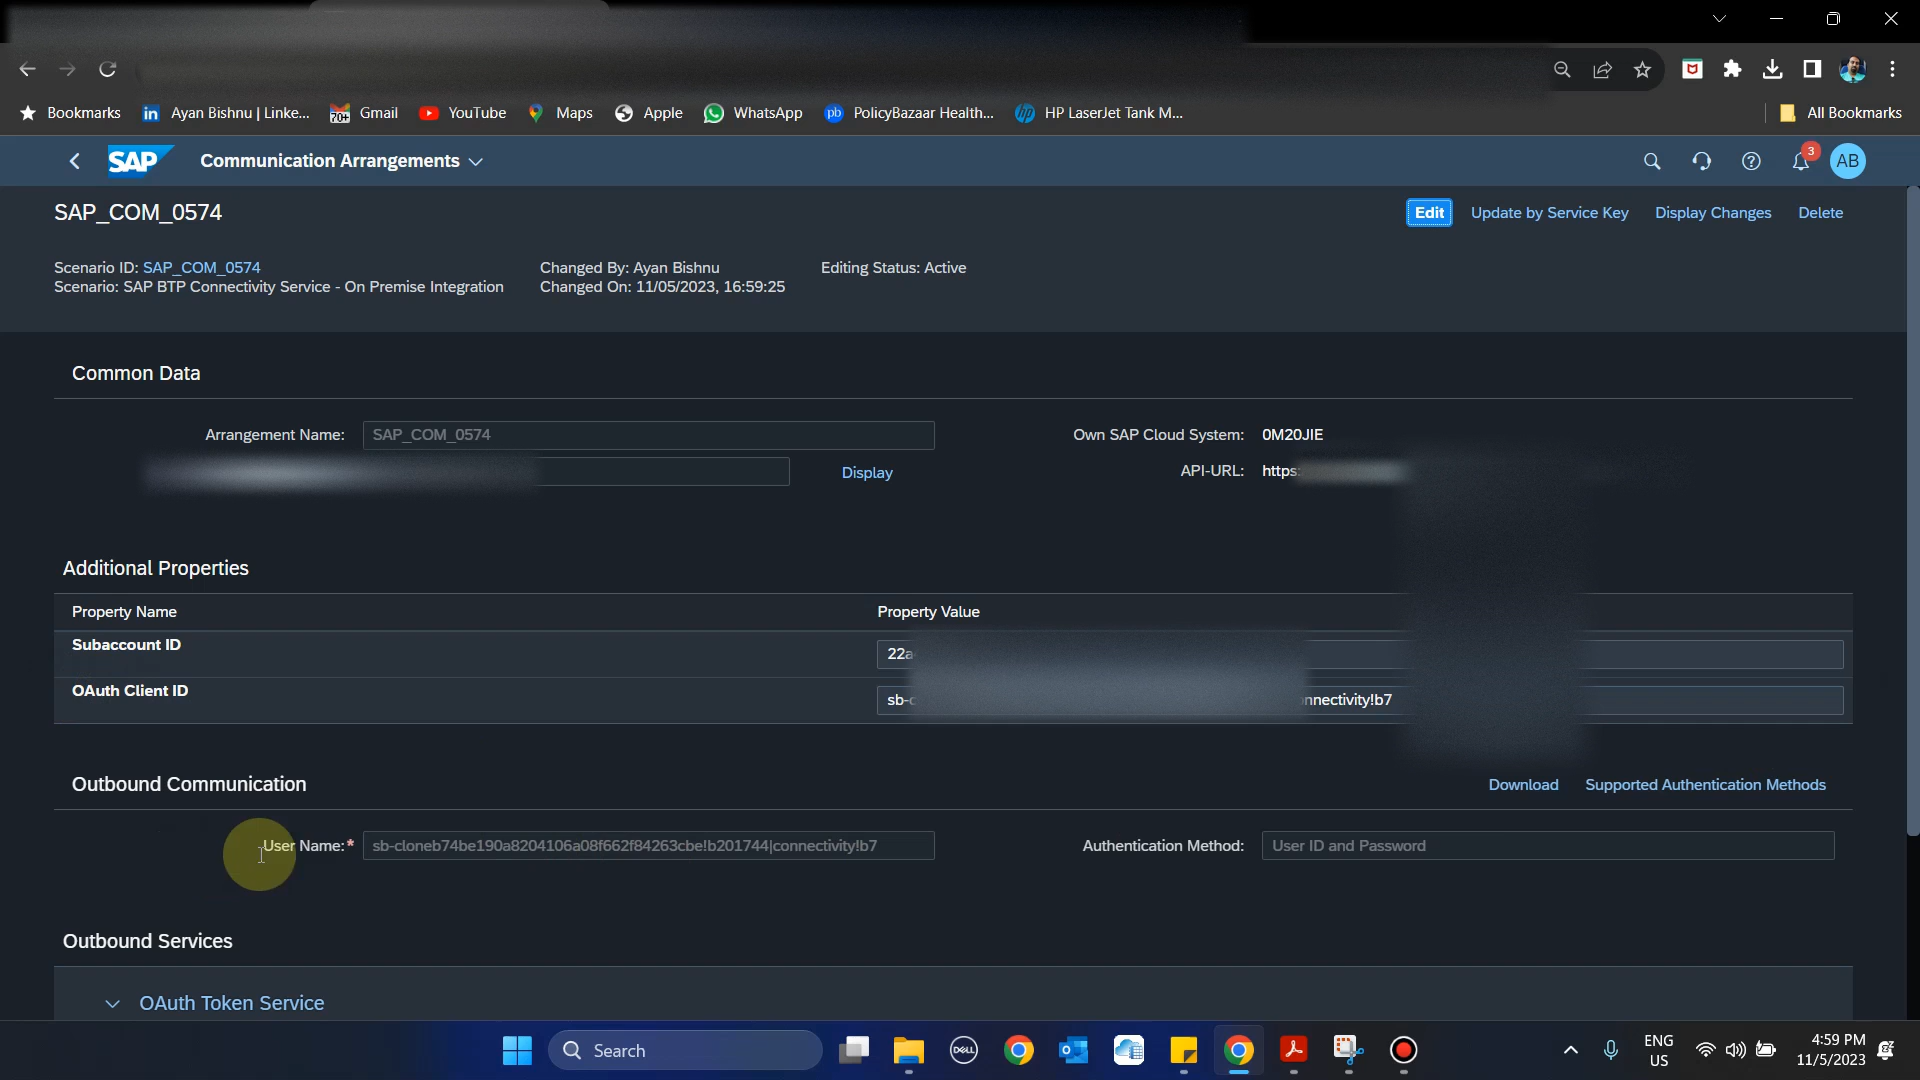 Bookmarks
Ayan Bishnu | Linke...
70+
Gmail
YouTube
Maps
Apple
WhatsApp
pb
PolicyBazaar Health...
hp
HP LaserJet Tank M...
All Bookmarks
SAP
Communication Arrangements
3
AB
SAP_COM_0574
Edit
Update by Service Key
Display Changes
Delete
Scenario ID: SAP_COM_0574
Changed By: Ayan Bishnu
Editing Status: Active
Scenario: SAP BTP Connectivity Service - On Premise Integration
Changed On: 11/05/2023, 16:59:25
Common Data
Arrangement Name:
SAP_COM_0574
Own SAP Cloud System:
0M20JIE
Display
API-URL:
https:
Additional Properties
Property Name
Property Value
Subaccount ID
22a-
OAuth Client ID
sb-c
nnectivity!b7
Outbound Communication
Download
Supported Authentication Methods
User Name:*
sb-cloneb74be190a8204106a08f662f84263cbe!b201744|connectivity!b7
Authentication Method:
User ID and Password
Outbound Services
OAuth Token Service
Search
DELL
ENG
US
4:59 PM
11/5/2023